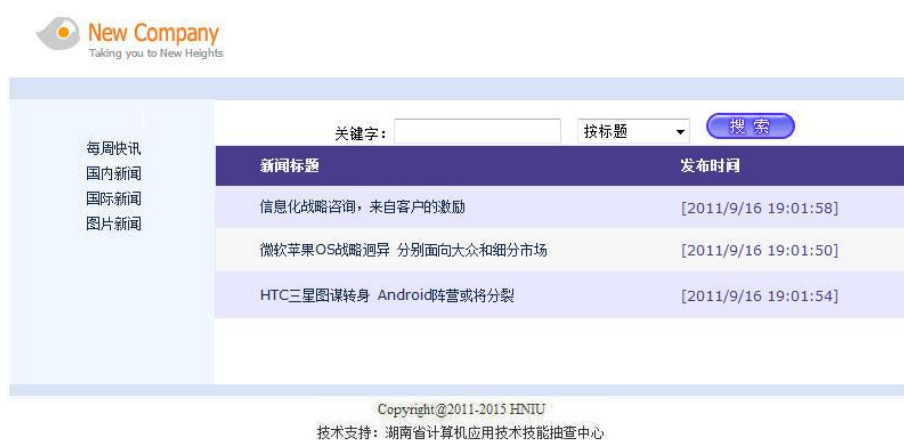 New Company
Taking you to New Heights
关键字: 按标题 搜索
每周快讯
国内新闻
国际新闻
图片新闻
新闻标题 发布时间
信息化战略咨询，来自客户的激励 [2011/9/16 19:01:58]
微软苹果OS战略迥异 分别面向大众和细分市场 [2011/9/16 19:01:50]
HTC三星图谋转身 Android阵营或将分裂 [2011/9/16 19:01:54]
Copyright@2011-2015 HNIU
技术支持：湖南省计算机应用技术技能抽查中心